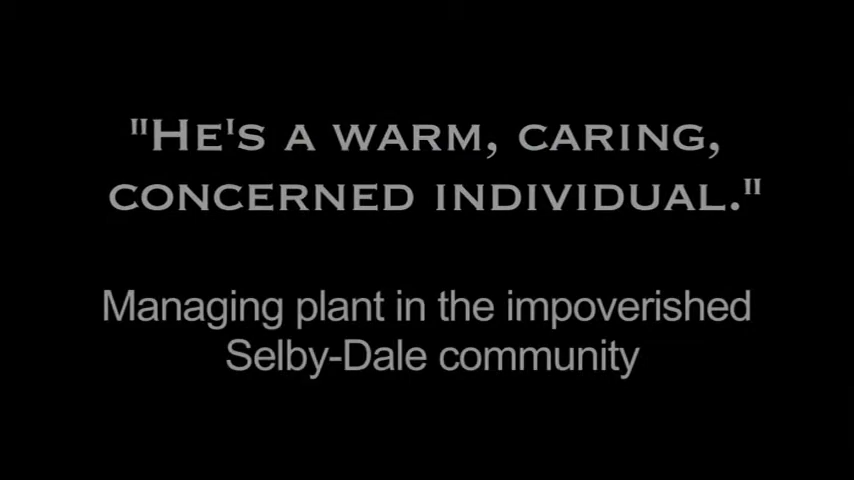 "HE'S A WARM, CARING,
CONCERNED INDIVIDUAL."
Managing plant in the impoverished
Selby-Dale community